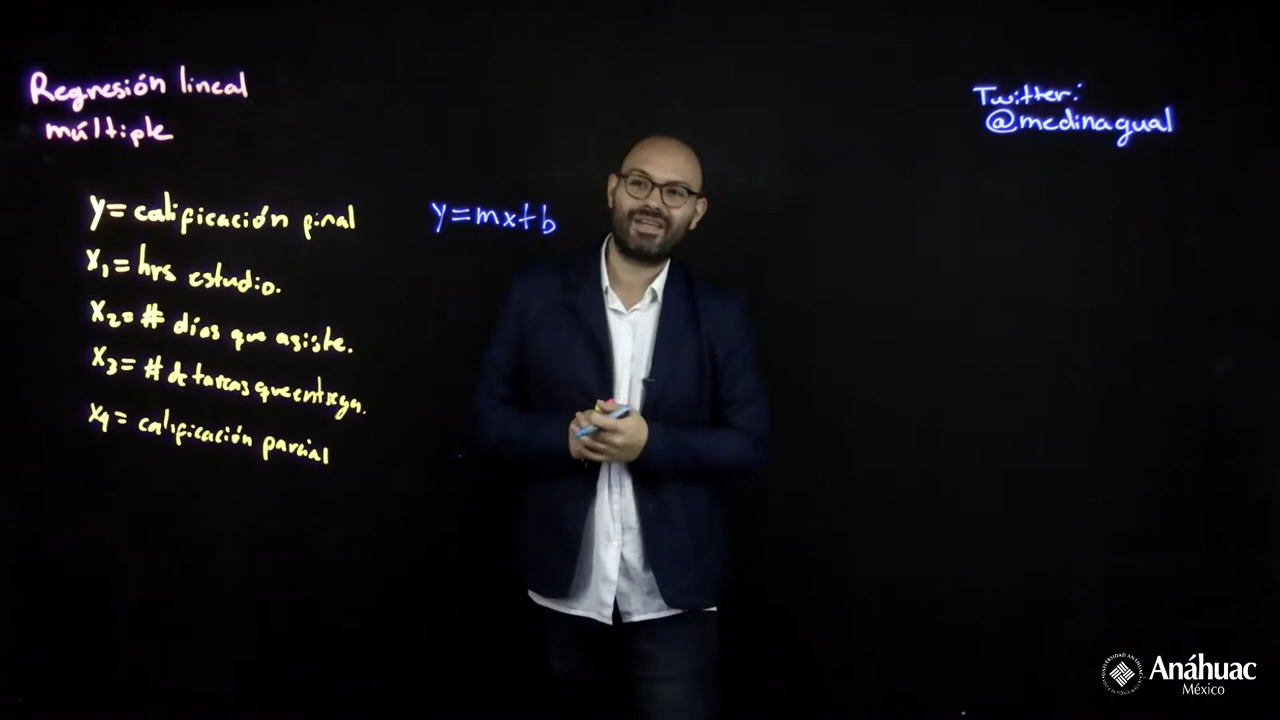 Regresión lineal
múltiple
Twitter:
@medinagual
y = calificación final
x₁ = hrs estudio.
x₂ = # días que asiste.
x₃ = # de tareas que entrega.
x₄ = calificación parcial
y=mx+b
Anáhuac
México